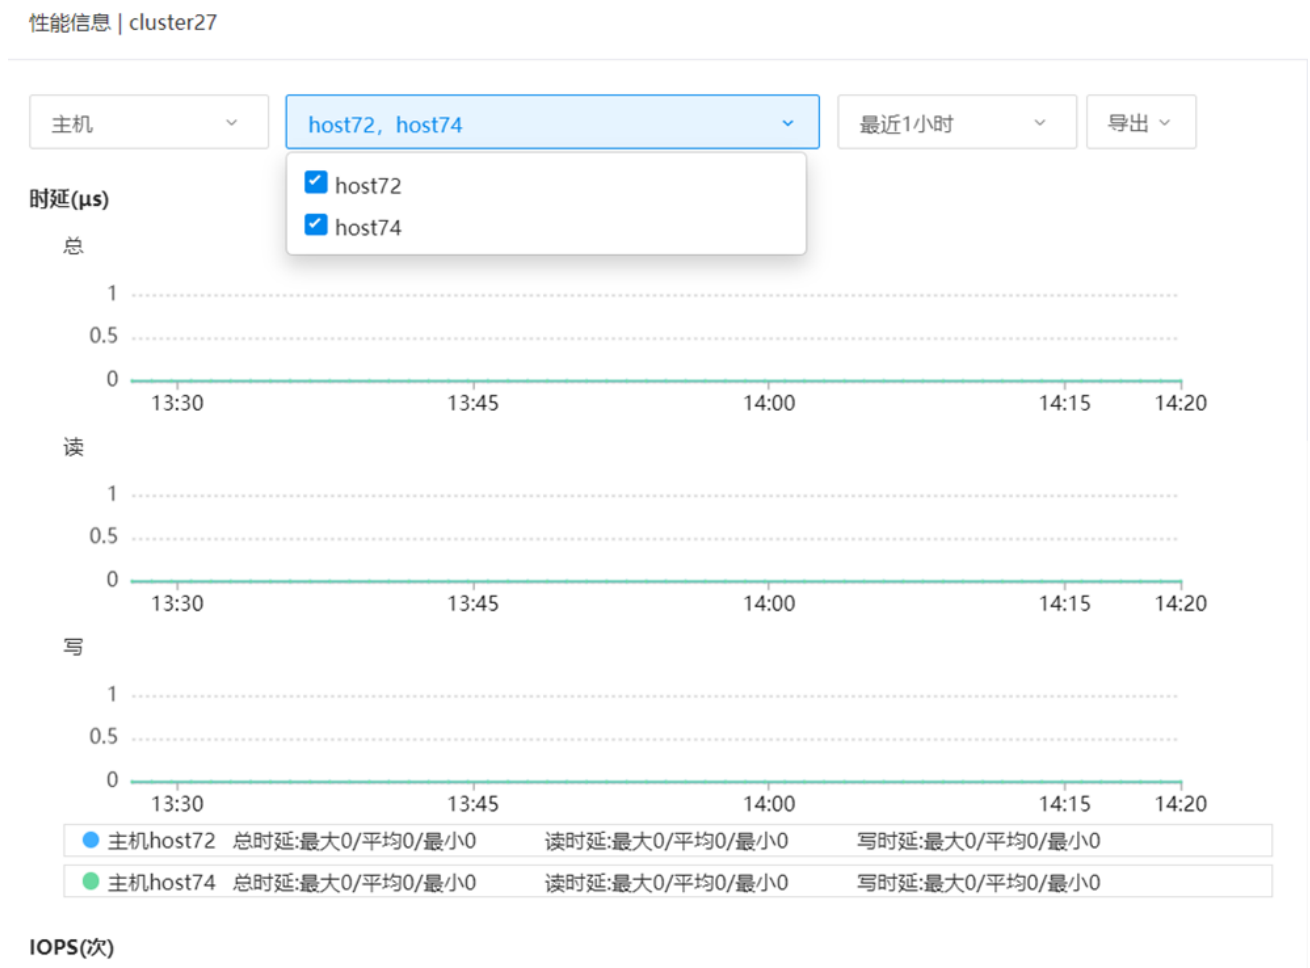 性能信息 | cluster27
主机 host72，host74 最近1小时 导出
host72
host74
时延(μs)
总
1
0.5
0
13:30 13:45 14:00 14:15 14:20
读
1
0.5
0
13:30 13:45 14:00 14:15 14:20
写
1
0.5
0
13:30 13:45 14:00 14:15 14:20
主机host72 总时延:最大0/平均0/最小0 读时延:最大0/平均0/最小0 写时延:最大0/平均0/最小0
主机host74 总时延:最大0/平均0/最小0 读时延:最大0/平均0/最小0 写时延:最大0/平均0/最小0
IOPS(次)